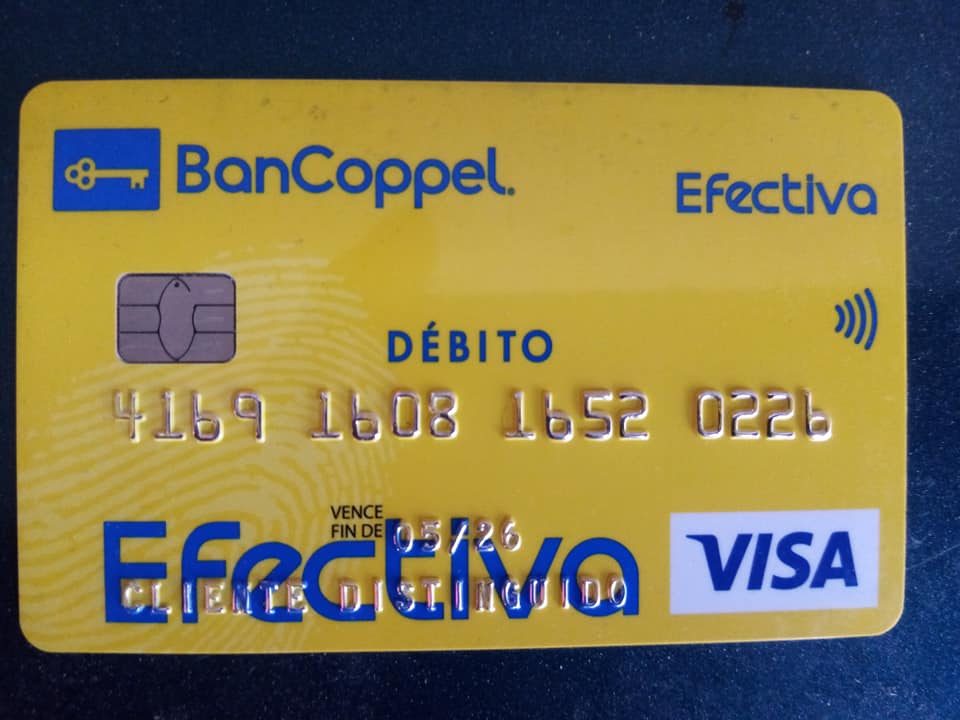 BanCoppel.
Efectiva
DÉBITO
4169 1608 1652 0226
VENCE
FIN DE 05/26
Efectiva
CLIENTE DISTINGUIDO
VISA